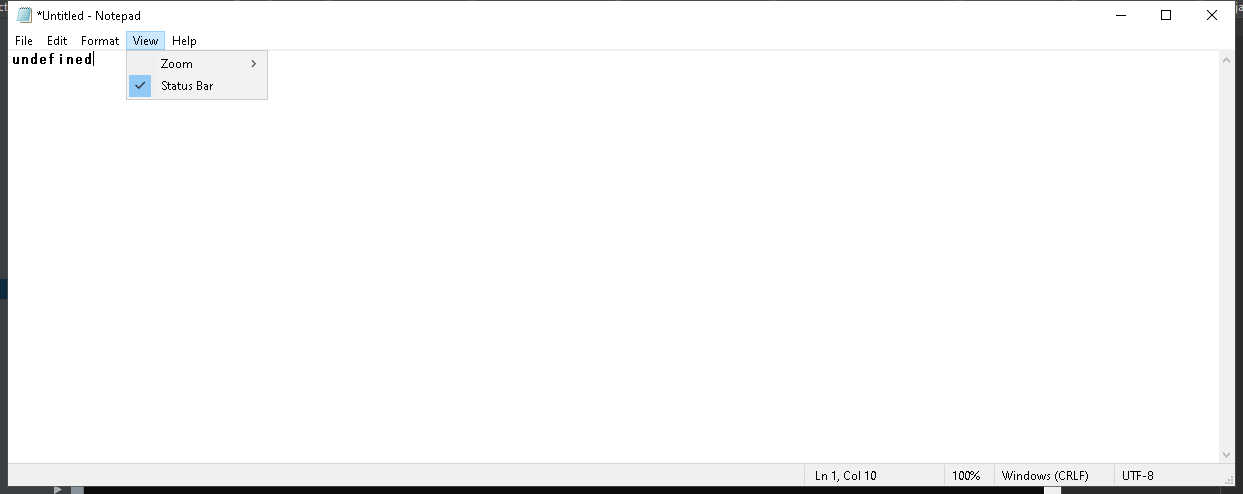 *Untitled - Notepad
File Edit Format View Help
undefined
Zoom
Status Bar
Ln 1, Col 10 100% Windows (CRLF) UTF-8